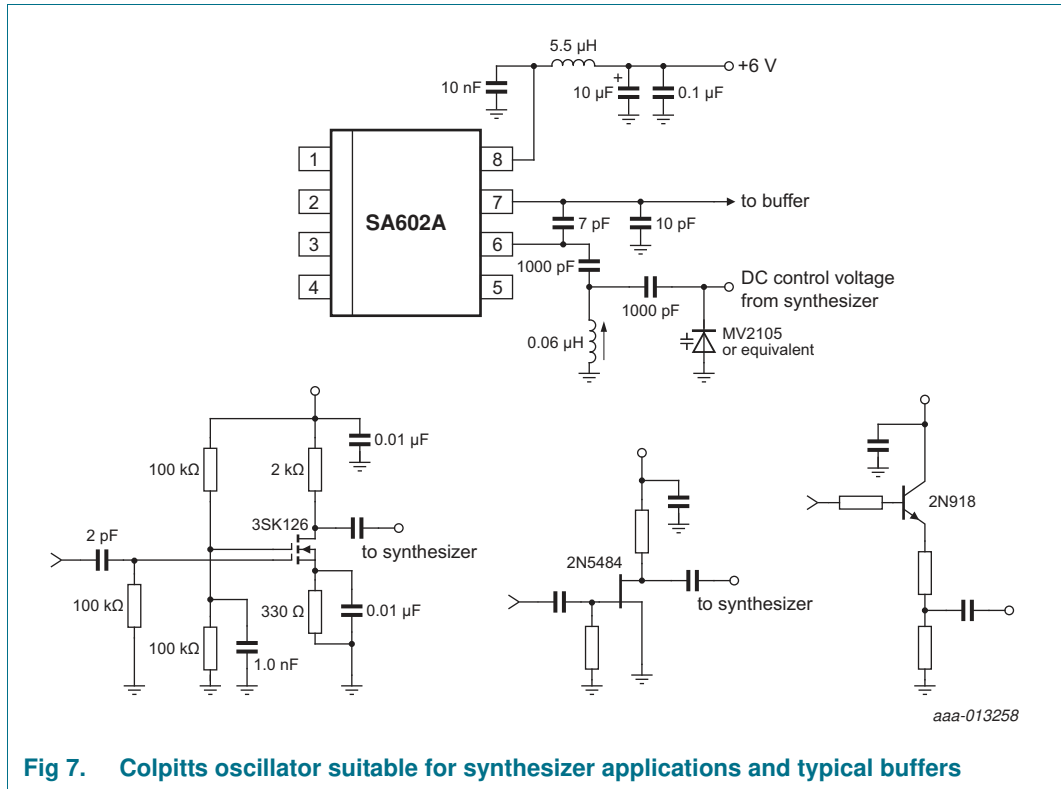 5.5 μH
+6 V
10 nF
+
10 μF
0.1 μF
1
8
2
SA602A
7
to buffer
7 pF
10 pF
3
6
1000 pF
DC control voltage
from synthesizer
4
5
1000 pF
0.06 μH
MV2105
or equivalent
0.01 μF
100 kΩ
2 kΩ
2N918
3SK126
2 pF
to synthesizer
2N5484
100 kΩ
330 Ω
0.01 μF
to synthesizer
100 kΩ
1.0 nF
aaa-013258
Fig 7. Colpitts oscillator suitable for synthesizer applications and typical buffers